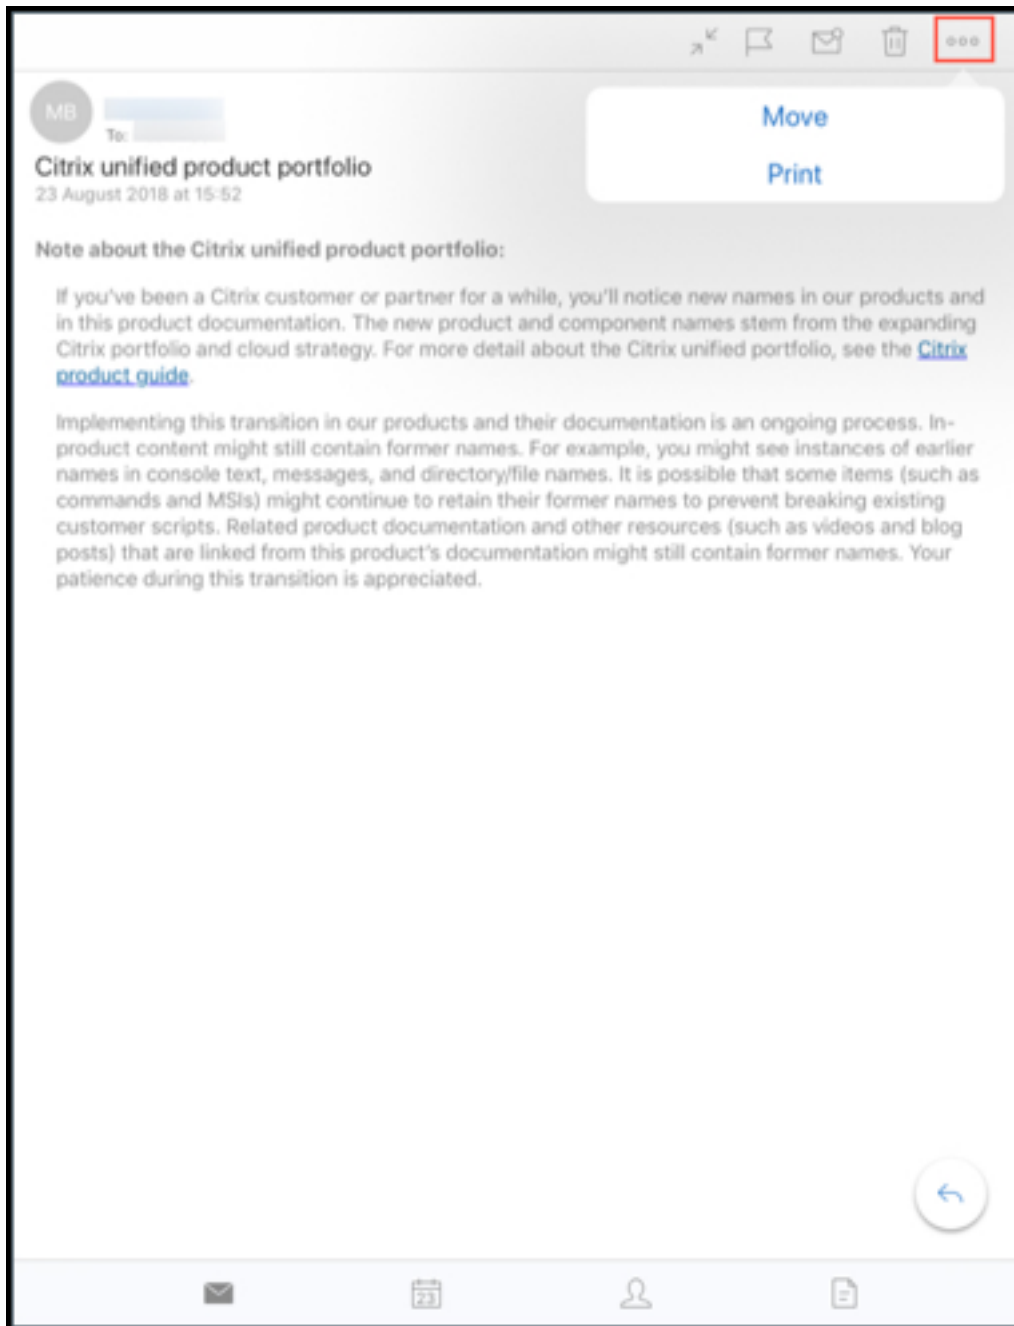 MB
To:
Move
Print
Citrix unified product portfolio
23 August 2018 at 15:52
Note about the Citrix unified product portfolio:
If you've been a Citrix customer or partner for a while, you'll notice new names in our products and
in this product documentation. The new product and component names stem from the expanding
Citrix portfolio and cloud strategy. For more detail about the Citrix unified portfolio, see the Citrix
product guide.
Implementing this transition in our products and their documentation is an ongoing process. In-
product content might still contain former names. For example, you might see instances of earlier
names in console text, messages, and directory/file names. It is possible that some items (such as
commands and MSIs) might continue to retain their former names to prevent breaking existing
customer scripts. Related product documentation and other resources (such as videos and blog
posts) that are linked from this product's documentation might still contain former names. Your
patience during this transition is appreciated.
23